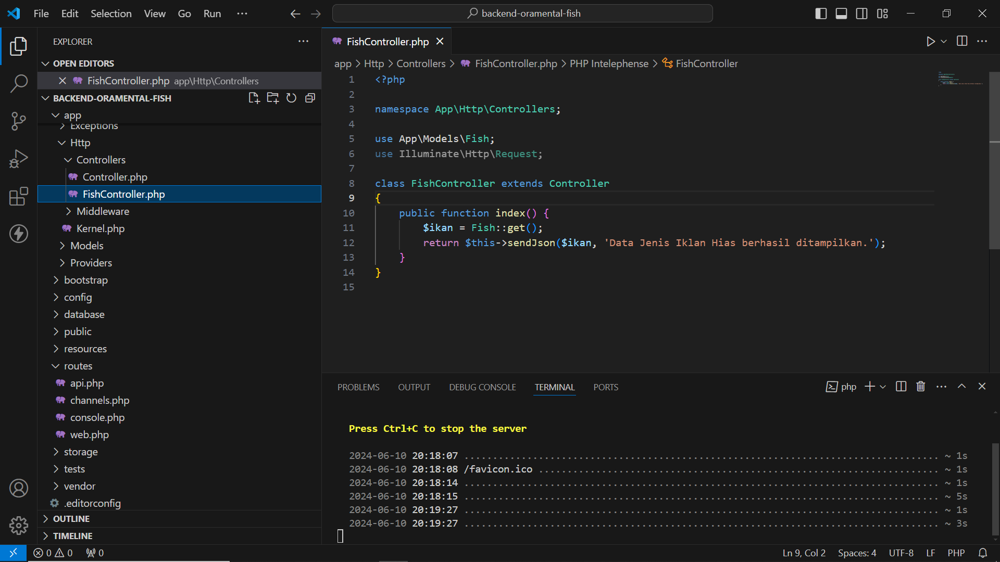 File Edit Selection View Go Run ··· backend-oramental-fish
EXPLORER
OPEN EDITORS
FishController.php app\Http\Controllers
BACKEND-ORAMENTAL-FISH
app
Exceptions
Http
Controllers
Controller.php
FishController.php
Middleware
Kernel.php
Models
Providers
bootstrap
config
database
public
resources
routes
api.php
channels.php
console.php
web.php
storage
tests
vendor
.editorconfig
OUTLINE
TIMELINE
FishController.php
app > Http > Controllers > FishController.php > PHP Intelephense > FishController
1 <?php
2
3 namespace App\Http\Controllers;
4
5 use App\Models\Fish;
6 use Illuminate\Http\Request;
7
8 class FishController extends Controller
9 {
10 public function index() {
11 $ikan = Fish::get();
12 return $this->sendJson($ikan, 'Data Jenis Iklan Hias berhasil ditampilkan.');
13 }
14 }
15
PROBLEMS OUTPUT DEBUG CONSOLE TERMINAL PORTS php
Press Ctrl+C to stop the server
2024-06-10 20:18:07 ................................................................................... ~ 1s
2024-06-10 20:18:08 /favicon.ico ...................................................................... ~ 1s
2024-06-10 20:18:14 ................................................................................... ~ 1s
2024-06-10 20:18:15 ................................................................................... ~ 5s
2024-06-10 20:19:27 ................................................................................... ~ 1s
2024-06-10 20:19:27 ................................................................................... ~ 3s
0 0 0 Ln 9, Col 2 Spaces: 4 UTF-8 LF PHP